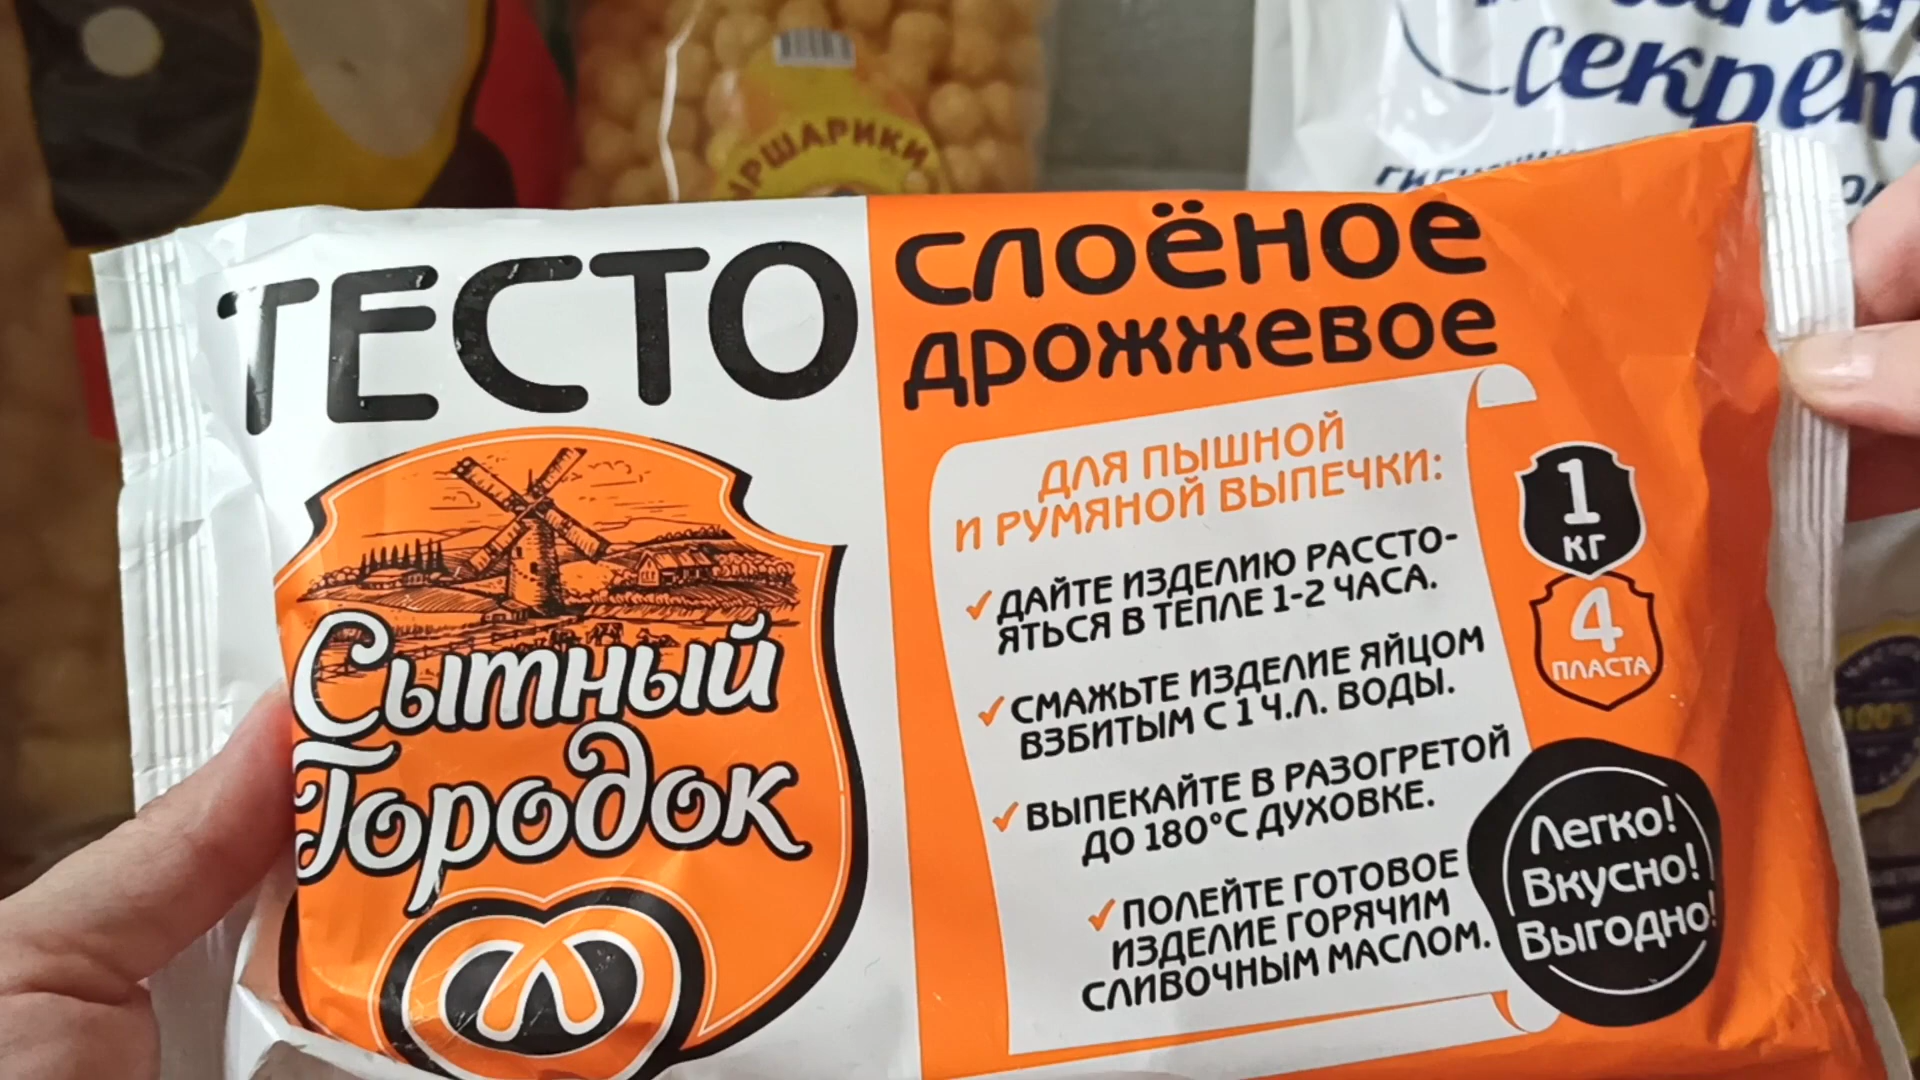 секрет
ТЕСТО
СЛОЁНОЕ
ДРОЖЖЕВОЕ
ДЛЯ ПЫШНОЙ
И РУМЯНОЙ ВЫПЕЧКИ:
✓ДАЙТЕ ИЗДЕЛИЮ РАССТО-
ЯТЬСЯ В ТЕПЛЕ 1-2 ЧАСА.
✓СМАЖЬТЕ ИЗДЕЛИЕ ЯЙЦОМ
ВЗБИТЫМ С 1 Ч.Л. ВОДЫ.
✓ВЫПЕКАЙТЕ В РАЗОГРЕТОЙ
ДО 180°С ДУХОВКЕ.
✓ПОЛЕЙТЕ ГОТОВОЕ
ИЗДЕЛИЕ ГОРЯЧИМ
СЛИВОЧНЫМ МАСЛОМ.
1
КГ
4
ПЛАСТА
Легко!
Вкусно!
Выгодно!
Сытный
Городок